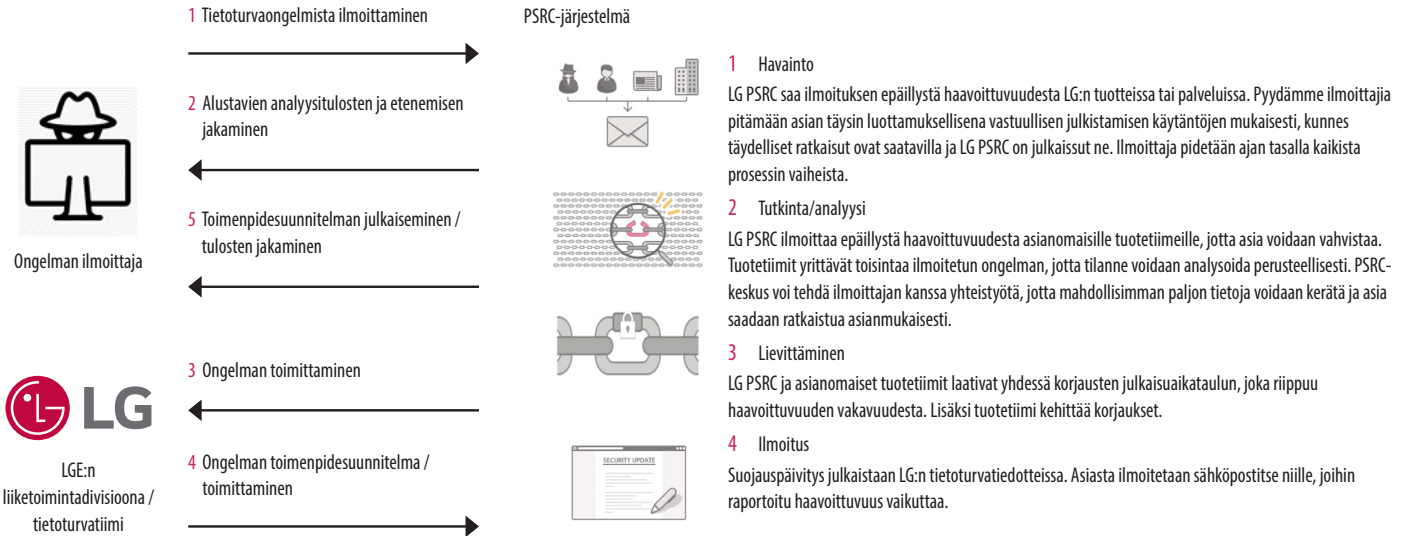 1 Tietoturvaongelmista ilmoittaminen
2 Alustavien analyysitulosten ja etenemisen
jakaminen
5 Toimenpidesuunnitelman julkaiseminen /
tulosten jakaminen
Ongelman ilmoittaja
3 Ongelman toimittaminen
LG
4 Ongelman toimenpidesuunnitelma /
toimittaminen
LGE:n
liiketoimintadivisioona /
tietoturvatiimi
PSRC-järjestelmä
SECURITY UPDATE
1 Havainto
LG PSRC saa ilmoituksen epäillystä haavoittuvuudesta LG:n tuotteissa tai palveluissa. Pyydämme ilmoittajia
pitämään asian täysin luottamuksellisena vastuullisen julkistamisen käytäntöjen mukaisesti, kunnes
täydelliset ratkaisut ovat saatavilla ja LG PSRC on julkaissut ne. Ilmoittaja pidetään ajan tasalla kaikista
prosessin vaiheista.
2 Tutkinta/analyysi
LG PSRC ilmoittaa epäillystä haavoittuvuudesta asianomaisille tuotetiimeille, jotta asia voidaan vahvistaa.
Tuotetiimit yrittävät toisintaa ilmoitetun ongelman, jotta tilanne voidaan analysoida perusteellisesti. PSRC-
keskus voi tehdä ilmoittajan kanssa yhteistyötä, jotta mahdollisimman paljon tietoja voidaan kerätä ja asia
saadaan ratkaistua asianmukaisesti.
3 Lievittäminen
LG PSRC ja asianomaiset tuotetiimit laativat yhdessä korjausten julkaisuaikataulun, joka riippuu
haavoittuvuuden vakavuudesta. Lisäksi tuotetiimi kehittää korjaukset.
4 Ilmoitus
Suojauspäivitys julkaistaan LG:n tietoturvatiedotteissa. Asiasta ilmoitetaan sähköpostitse niille, joihin
raportoitu haavoittuvuus vaikuttaa.